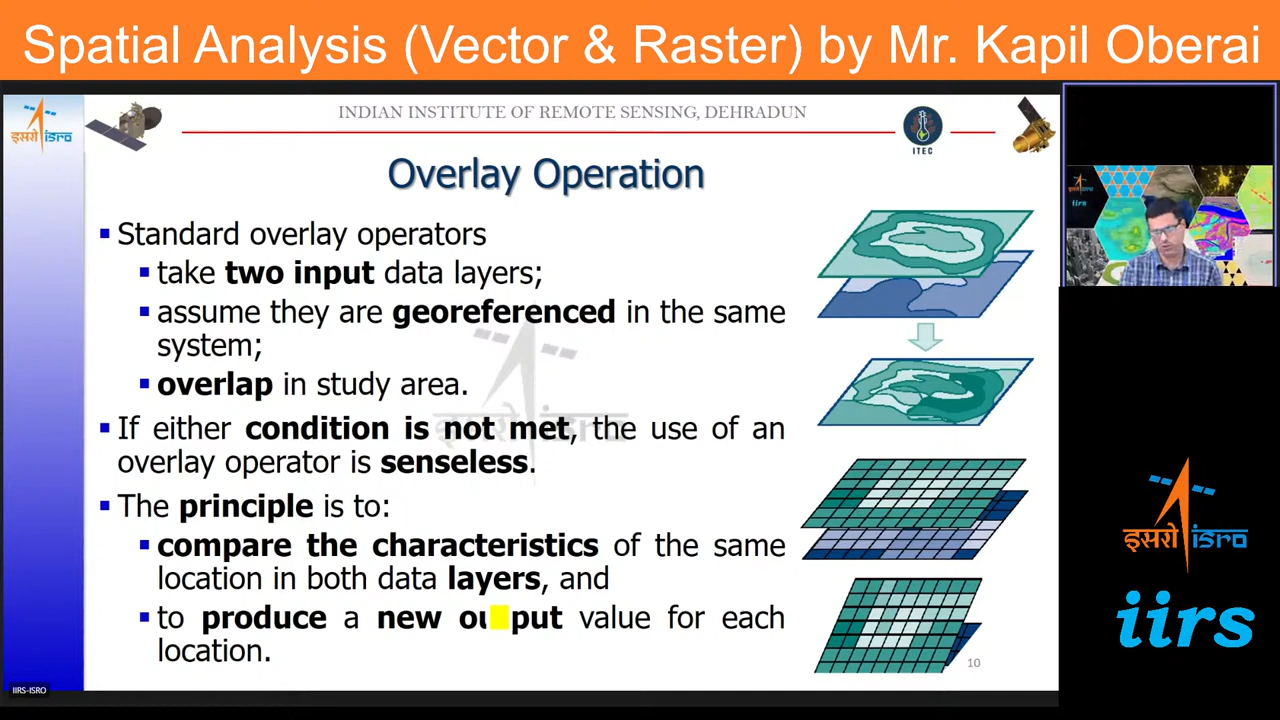 Spatial Analysis (Vector & Raster) by Mr. Kapil Oberai
INDIAN INSTITUTE OF REMOTE SENSING, DEHRADUN
इसरो isro
ITEC
Overlay Operation
Standard overlay operators
take two input data layers;
assume they are georeferenced in the same
system;
overlap in study area.
If either condition is not met, the use of an
overlay operator is senseless.
The principle is to:
compare the characteristics of the same
location in both data layers, and
to produce a new output value for each
location.
10
IIRS-ISRO
iirs
इसरो isro
iirs